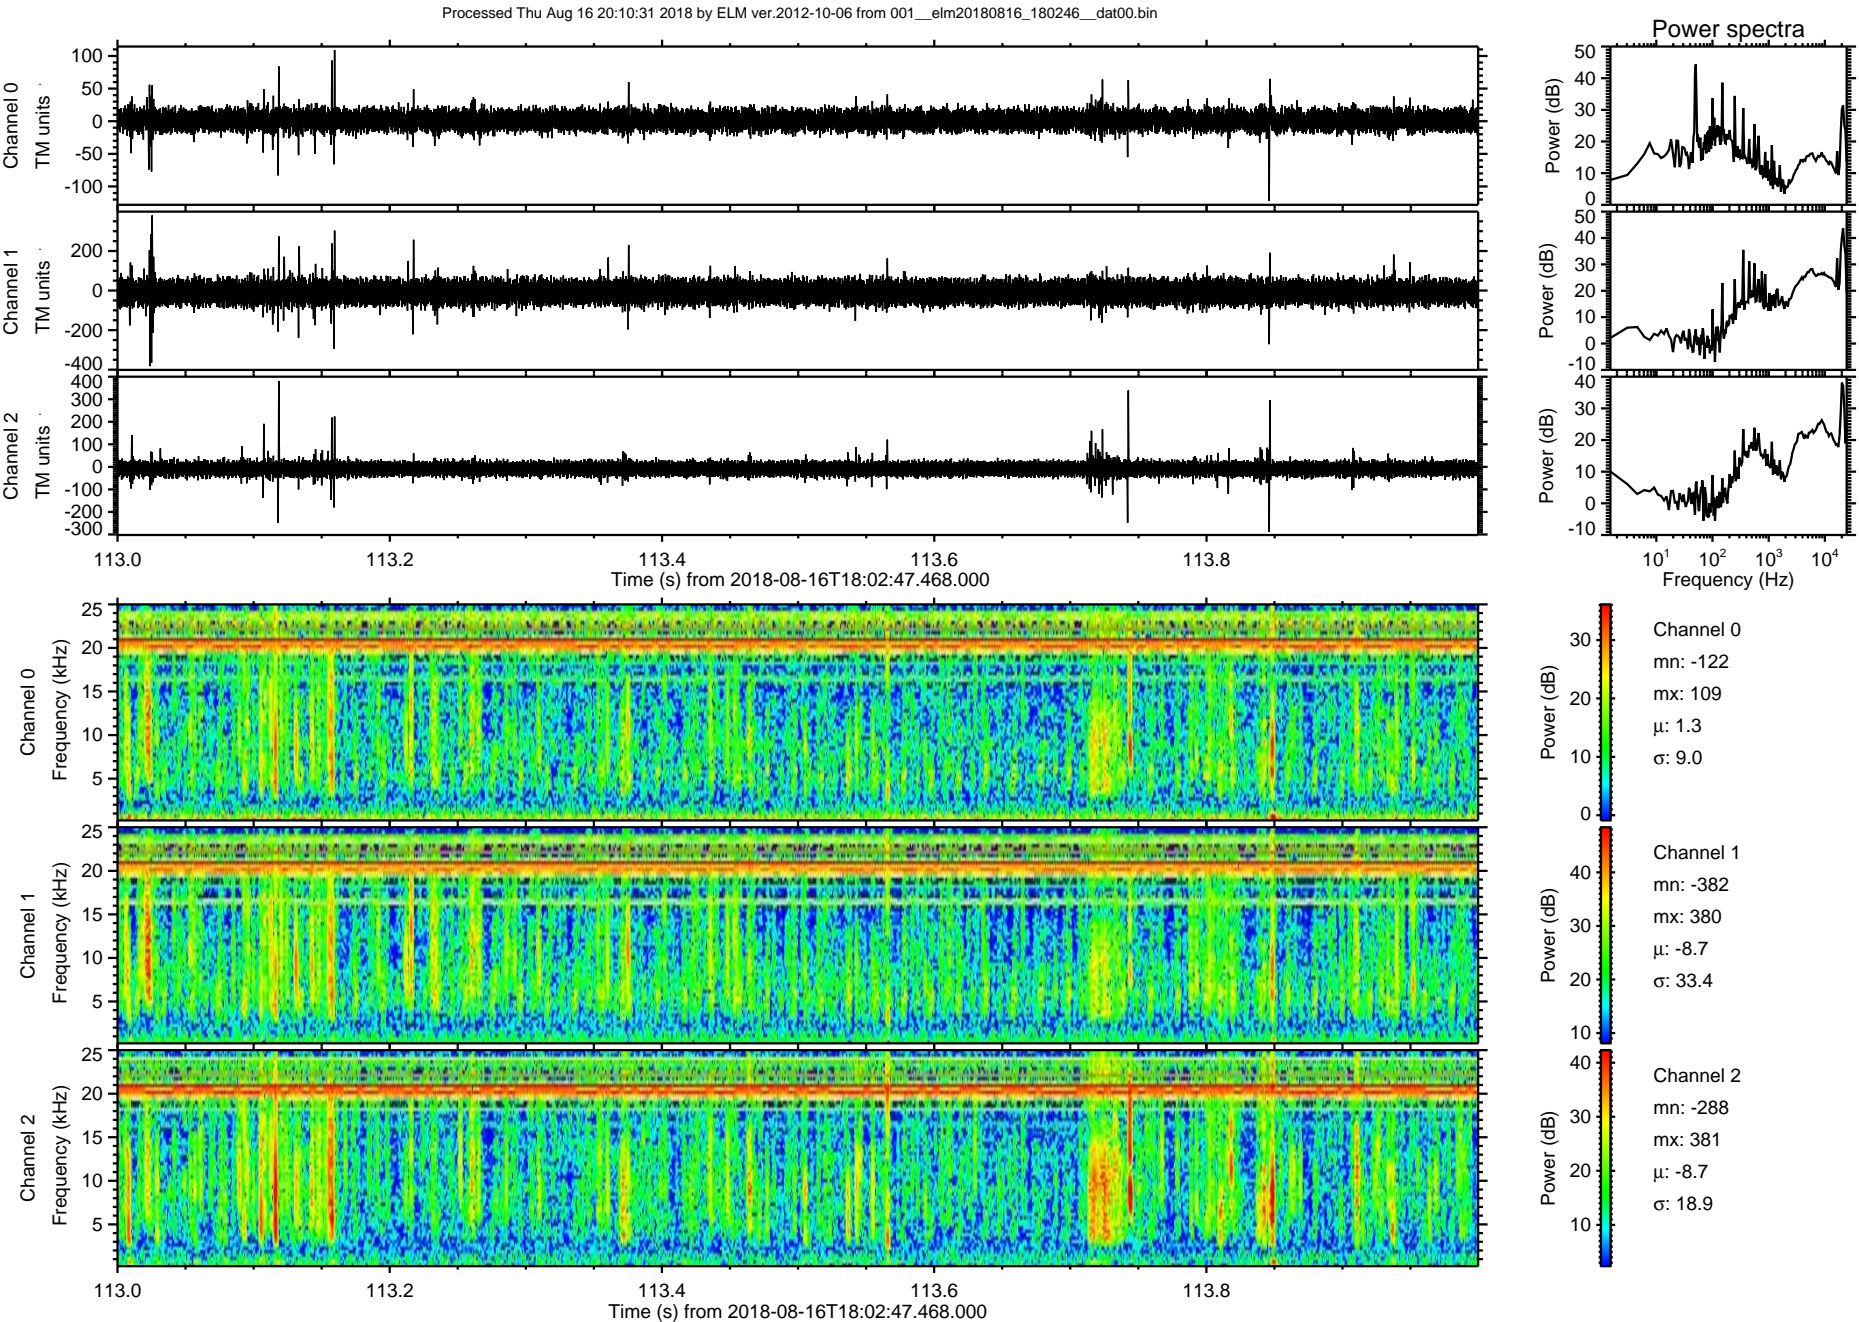 Processed Thu Aug 16 20:10:31 2018 by ELM ver.2012-10-06 from 001__elm20180816_180246__dat00.bin
Power spectra
Channel 0
TM units
100
50
0
-50
-100
Power (dB)
50
40
30
20
10
0
Channel 1
TM units
200
0
-200
-400
Power (dB)
50
40
30
20
10
0
-10
Channel 2
TM units
400
300
200
100
0
-100
-200
-300
Power (dB)
40
30
20
10
0
-10
113.0 113.2 113.4 113.6 113.8
Time (s) from 2018-08-16T18:02:47.468.000
10¹ 10² 10³ 10⁴
Frequency (Hz)
Channel 0
Frequency (kHz)
25
20
15
10
5
Power (dB)
30
20
10
0
Channel 0
mn: -122
mx: 109
μ: 1.3
σ: 9.0
Channel 1
Frequency (kHz)
25
20
15
10
5
Power (dB)
40
30
20
10
Channel 1
mn: -382
mx: 380
μ: -8.7
σ: 33.4
Channel 2
Frequency (kHz)
25
20
15
10
5
Power (dB)
40
30
20
10
Channel 2
mn: -288
mx: 381
μ: -8.7
σ: 18.9
113.0 113.2 113.4 113.6 113.8
Time (s) from 2018-08-16T18:02:47.468.000